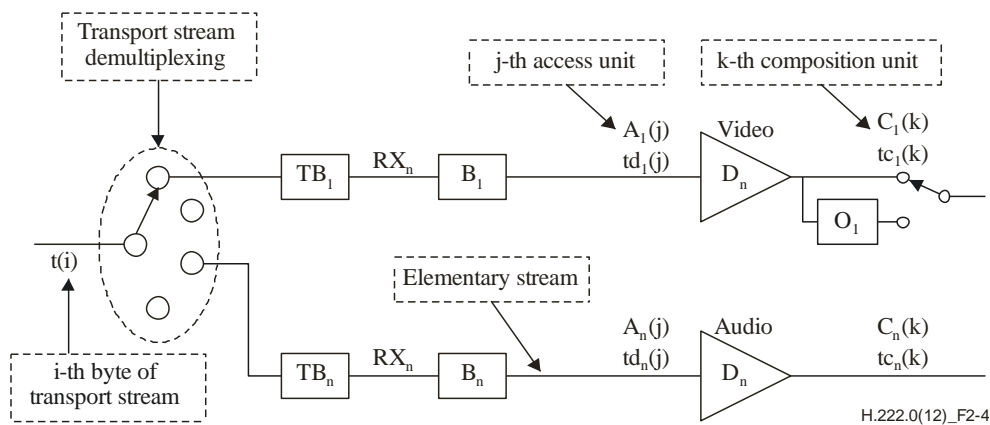 Transport stream
demultiplexing
j-th access unit
k-th composition unit
A₁(j)
td₁(j)
Video
C₁(k)
tc₁(k)
TB₁
RXₙ
B₁
Dₙ
O₁
t(i)
Elementary stream
i-th byte of
transport stream
Aₙ(j)
tdₙ(j)
Audio
Cₙ(k)
tcₙ(k)
TBₙ
RXₙ
Bₙ
Dₙ
H.222.0(12)_F2-4